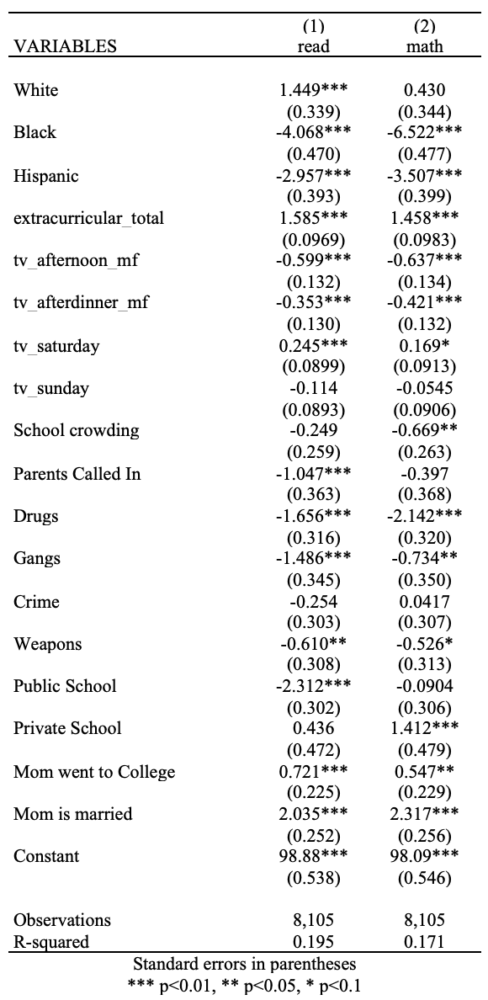 (1) (2)
VARIABLES read math
White 1.449*** 0.430
(0.339) (0.344)
Black -4.068*** -6.522***
(0.470) (0.477)
Hispanic -2.957*** -3.507***
(0.393) (0.399)
extracurricular_total 1.585*** 1.458***
(0.0969) (0.0983)
tv_afternoon_mf -0.599*** -0.637***
(0.132) (0.134)
tv_afterdinner_mf -0.353*** -0.421***
(0.130) (0.132)
tv_saturday 0.245*** 0.169*
(0.0899) (0.0913)
tv_sunday -0.114 -0.0545
(0.0893) (0.0906)
School crowding -0.249 -0.669**
(0.259) (0.263)
Parents Called In -1.047*** -0.397
(0.363) (0.368)
Drugs -1.656*** -2.142***
(0.316) (0.320)
Gangs -1.486*** -0.734**
(0.345) (0.350)
Crime -0.254 0.0417
(0.303) (0.307)
Weapons -0.610** -0.526*
(0.308) (0.313)
Public School -2.312*** -0.0904
(0.302) (0.306)
Private School 0.436 1.412***
(0.472) (0.479)
Mom went to College 0.721*** 0.547**
(0.225) (0.229)
Mom is married 2.035*** 2.317***
(0.252) (0.256)
Constant 98.88*** 98.09***
(0.538) (0.546)
Observations 8,105 8,105
R-squared 0.195 0.171
Standard errors in parentheses
*** p<0.01, ** p<0.05, * p<0.1